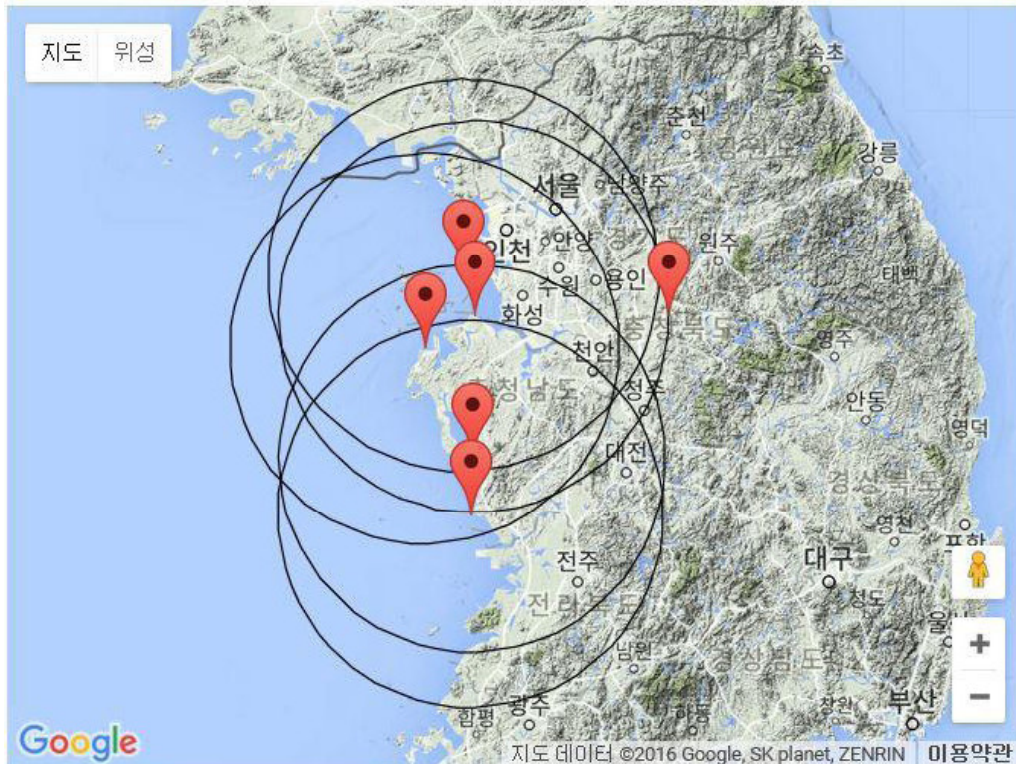 지도 위성
속초
춘천
강릉
서울 남양주
인천 안양 원주
태백
수원 용인
화성 충청북도
영주
천안
충청남도 청주
안동
영덕
대전
경상북도
영천
포항
전주 대구
청도
전라북도
남원 경상남도
창원
함평 광주 하동 부산
Google
지도 데이터 ©2016 Google, SK planet, ZENRIN 이용약관